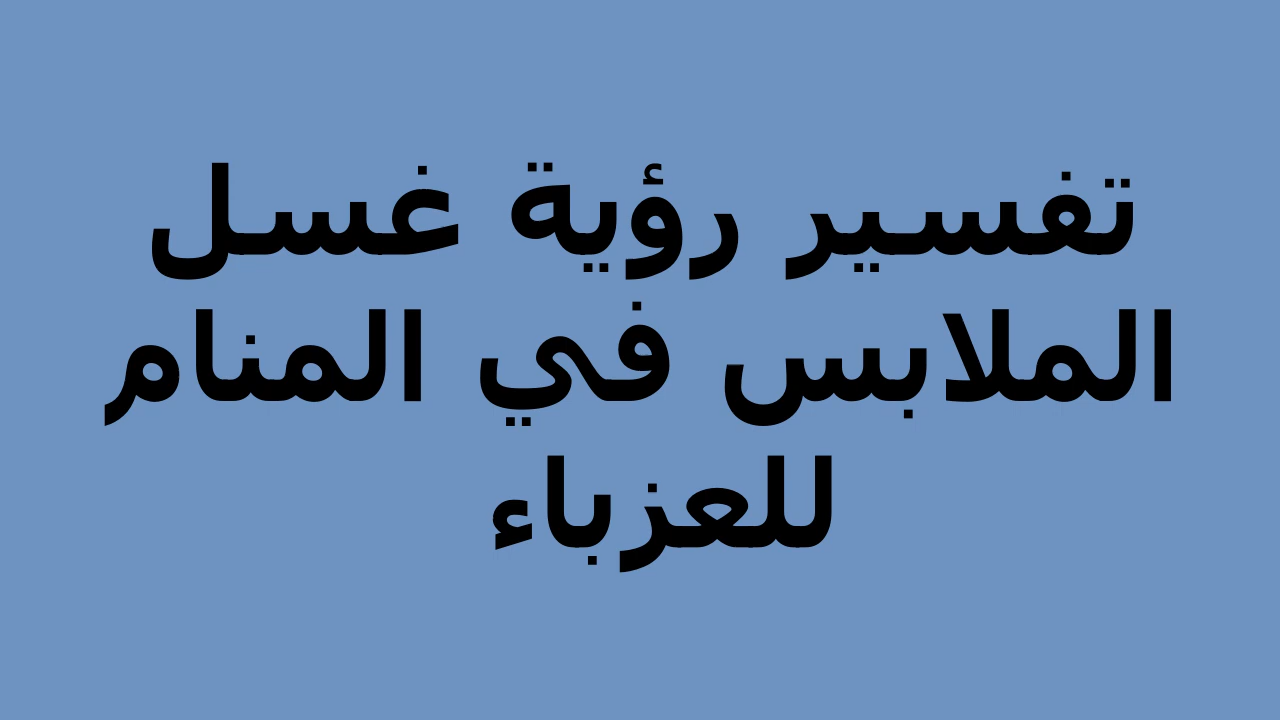 تفسير رؤية غسل
الملابس في المنام
للعزباء